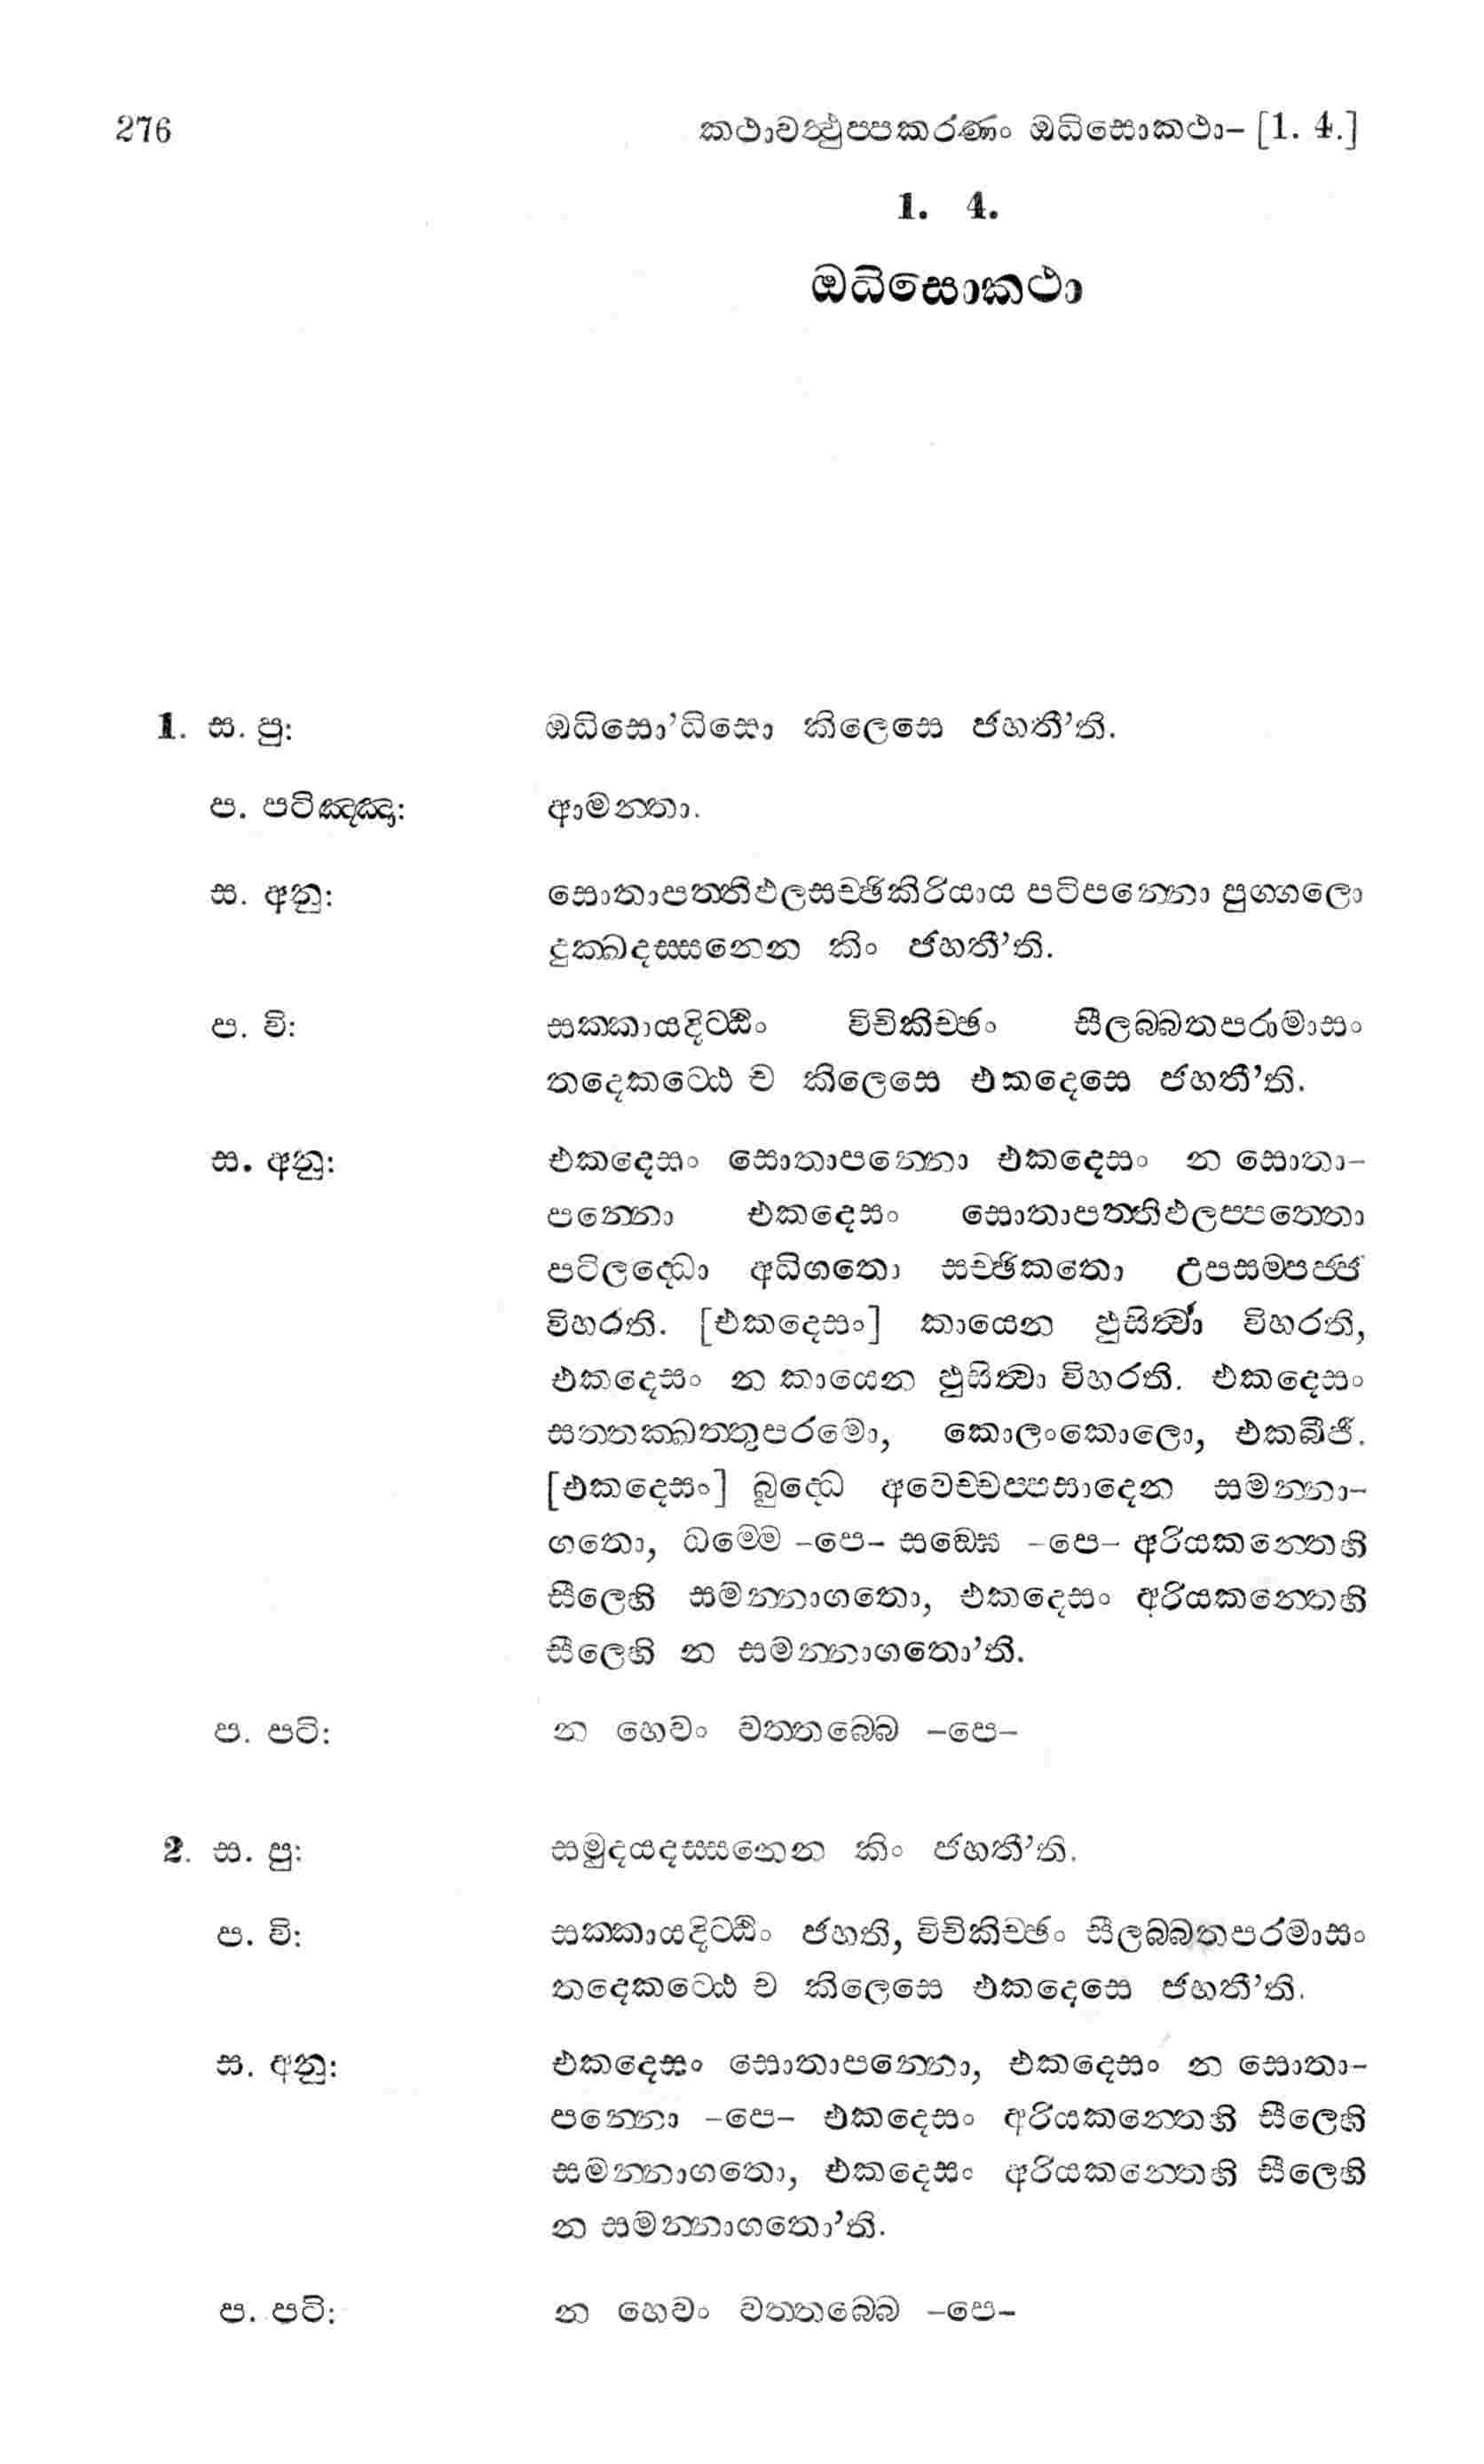 276 කථාවත්ථුප්පකරණං ඔධිසොකථා– [1. 4.]
1. 4.
ඔධිසොකථා
1. ස. පු: ඔධිසො’ධිසො කිලෙසෙ ජහතී’ති.
ප. පටිඤ්ඤා: ආමන්තා.
ස. අනු: සොතාපත්තිඵලසච්ඡිකිරියාය පටිපන්නො පුග්ගලො
දුක්ඛදස්සනෙන කිං ජහතී’ති.
ප. වි: සක්කායදිට්ඨිං විචිකිච්ඡං සීලබ්බතපරාමාසං
තදෙකට්ඨෙ ච කිලෙසෙ එකදෙසෙ ජහතී’ති.
ස. අනු: එකදෙසං සොතාපන්නො එකදෙසං න සොතා–
පන්නො එකදෙසං සොතාපත්තිඵලප්පත්තො
පටිලද්ධො අධිගතො සච්ඡිකතො උපසම්පජ්ජ
විහරති. [එකදෙසං] කායෙන ඵුසිත්වා විහරති,
එකදෙසං න කායෙන ඵුසිත්වා විහරති. එකදෙසං
සත්තක්ඛත්තුපරමො, කොලංකොලො, එකබීජී.
[එකදෙසං] බුද්ධෙ අවෙච්චප්පසාදෙන සමන්නා–
ගතො, ධම්මෙ –පෙ– සඞ්ඝෙ –පෙ– අරියකන්තෙහි
සීලෙහි සමන්නාගතො, එකදෙසං අරියකන්තෙහි
සීලෙහි න සමන්නාගතො’ති.
ප. පටි: න හෙවං වත්තබ්බෙ –පෙ–
2. ස. පු: සමුදයදස්සනෙන කිං ජහතී’ති.
ප. වි: සක්කායදිට්ඨිං ජහති, විචිකිච්ඡං සීලබ්බතපරමාසං
තදෙකට්ඨෙ ච කිලෙසෙ එකදෙසෙ ජහතී’ති.
ස. අනු: එකදෙසං සොතාපන්නො, එකදෙසං න සොතා–
පන්නො –පෙ– එකදෙසං අරියකන්තෙහි සීලෙහි
සමන්නාගතො, එකදෙසං අරියකන්තෙහි සීලෙහි
න සමන්නාගතො’ති.
ප. පටි: න හෙවං වත්තබ්බෙ –පෙ–